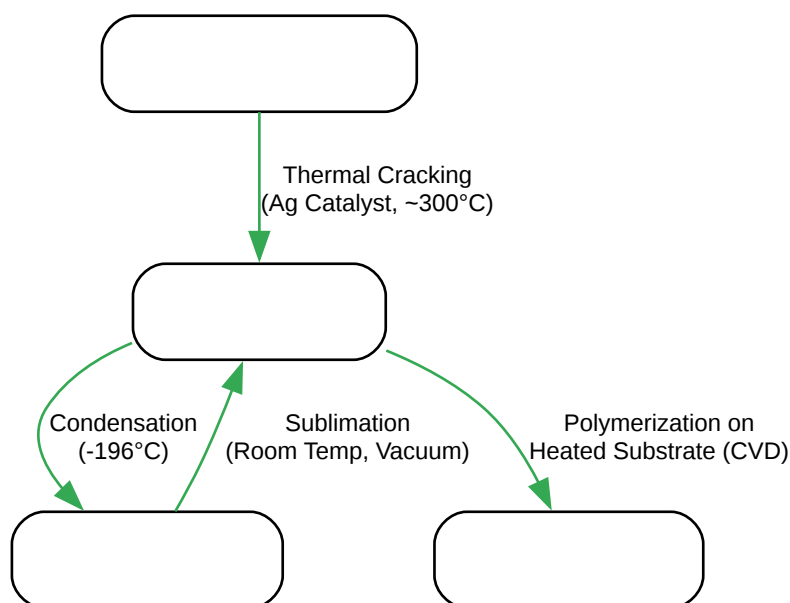 Thermal Cracking
(Ag Catalyst, ~300°C)
Condensation
(-196°C)
Sublimation
(Room Temp, Vacuum)
Polymerization on
Heated Substrate (CVD)